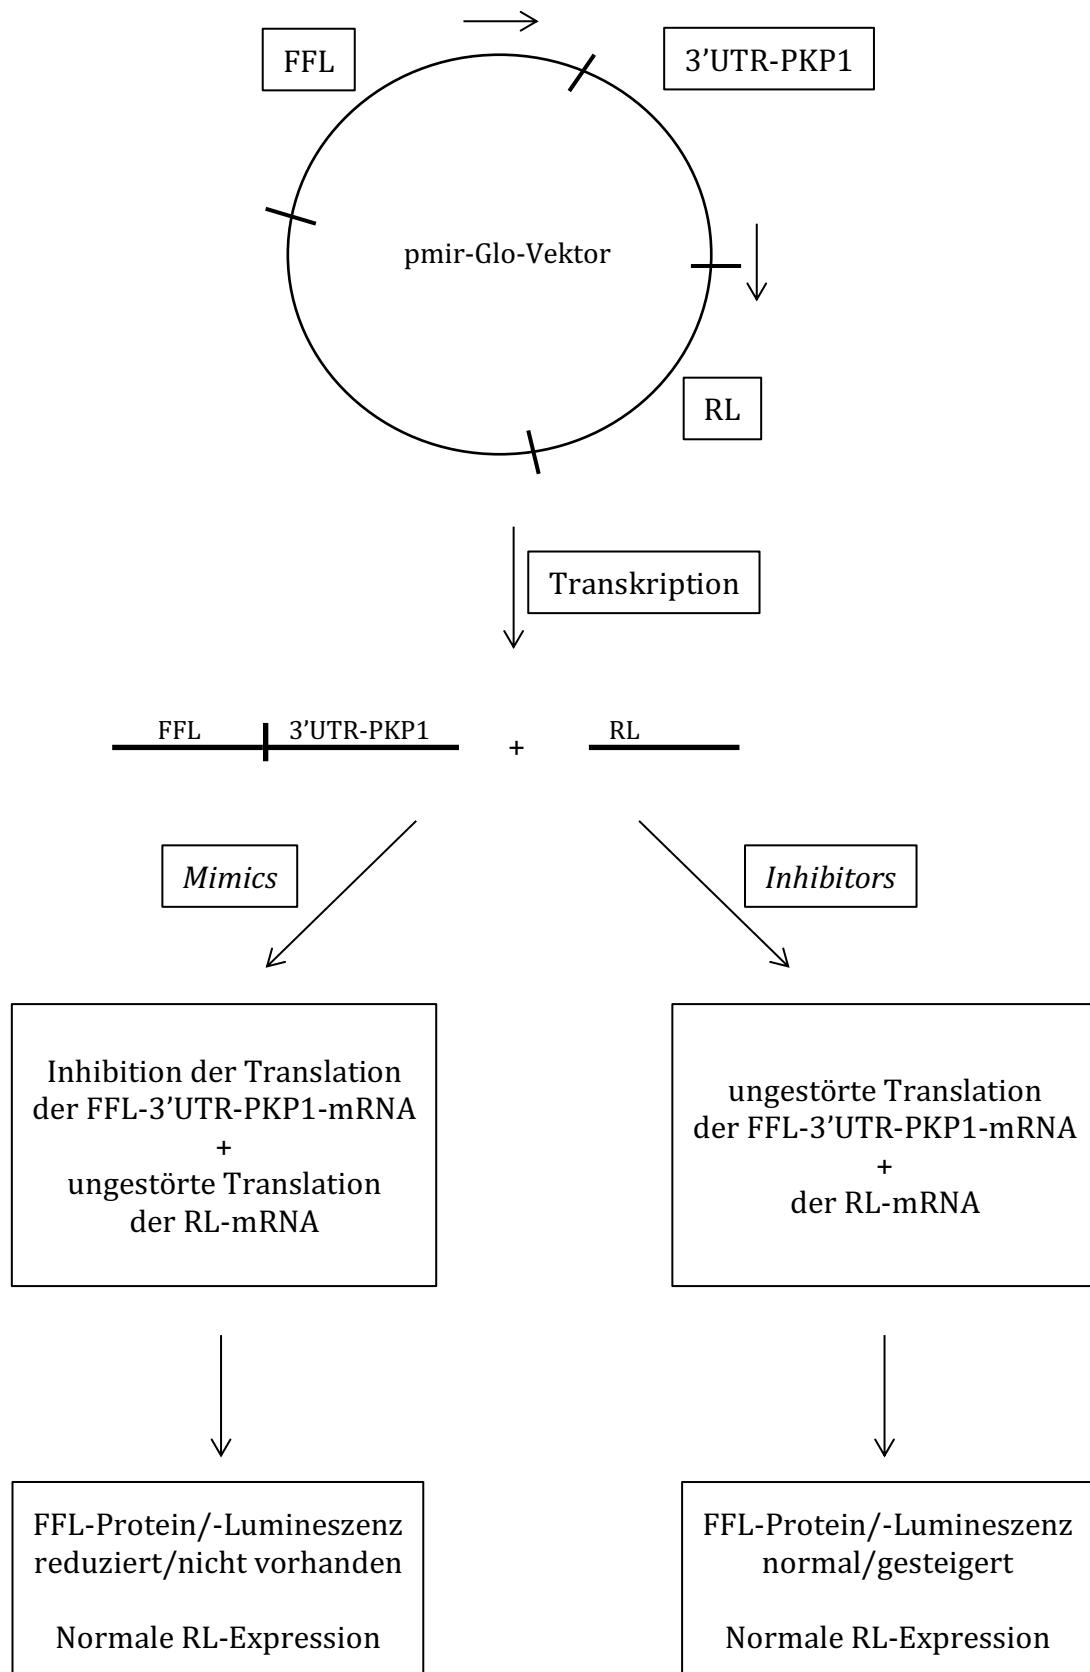 FFL
3’UTR-PKP1
pmir-Glo-Vektor
RL
Transkription
FFL
3’UTR-PKP1
+
RL
Mimics
Inhibitors
Inhibition der Translation
der FFL-3’UTR-PKP1-mRNA
+
ungestörte Translation
der RL-mRNA
ungestörte Translation
der FFL-3’UTR-PKP1-mRNA
+
der RL-mRNA
FFL-Protein/-Lumineszenz
reduziert/nicht vorhanden
Normale RL-Expression
FFL-Protein/-Lumineszenz
normal/gesteigert
Normale RL-Expression